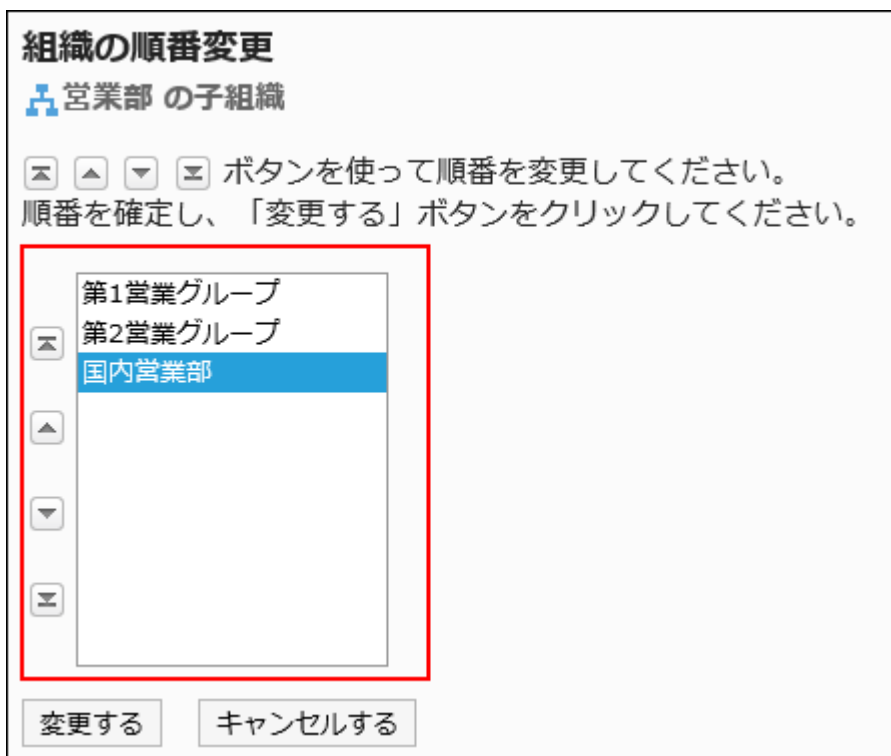 組織の順番変更
営業部 の子組織
ボタンを使って順番を変更してください。
順番を確定し、「変更する」ボタンをクリックしてください。
第1営業グループ
第2営業グループ
国内営業部
変更する キャンセルする